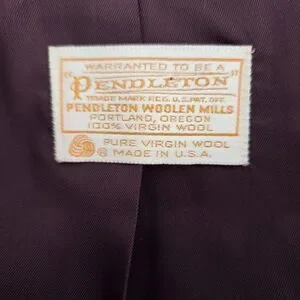 WARRANTED TO BE A
"PENDLETON"
TRADE MARK REG. U.S. PAT. OFF.
PENDLETON WOOLEN MILLS
PORTLAND, OREGON
100% VIRGIN WOOL
PURE VIRGIN WOOL
® MADE IN U.S.A.